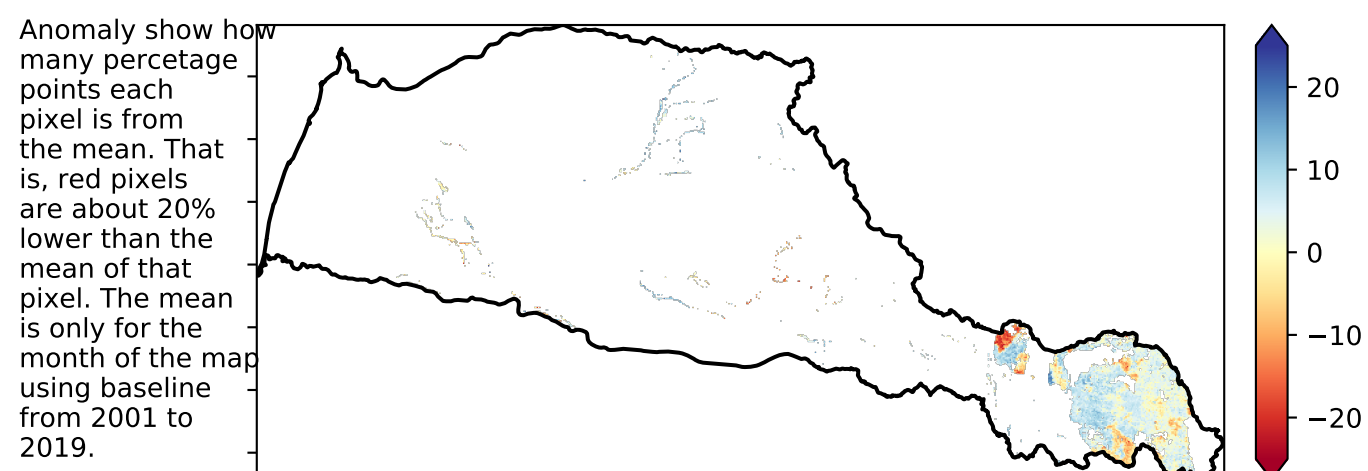 Anomaly show how
many percetage
points each
pixel is from
the mean. That
is, red pixels
are about 20%
lower than the
mean of that
pixel. The mean
is only for the
month of the map
using baseline
from 2001 to
2019.
20
10
0
−10
−20